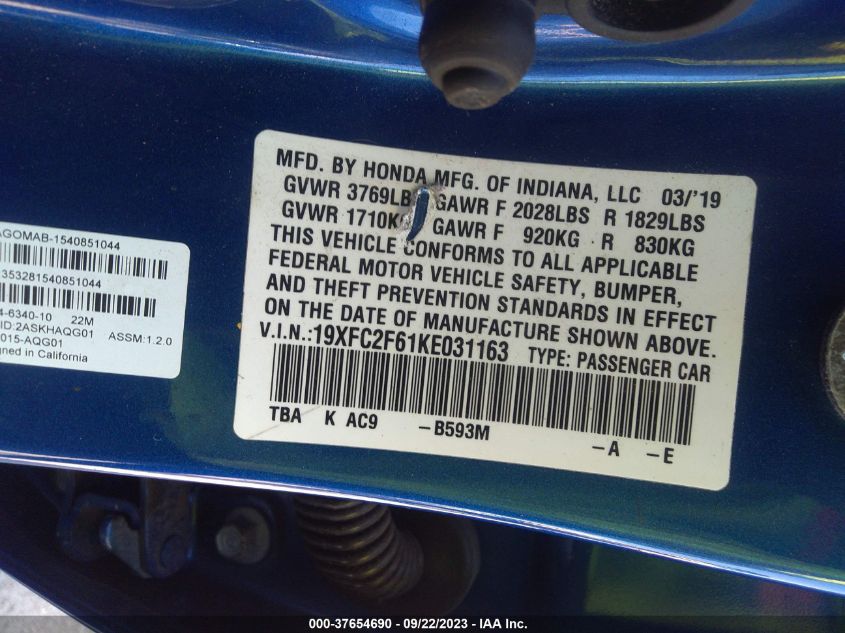 MFD. BY HONDA MFG. OF INDIANA, LLC 03/'19
GVWR 3769LB GAWR F 2028LBS R 1829LBS
GVWR 1710K GAWR F 920KG R 830KG
THIS VEHICLE CONFORMS TO ALL APPLICABLE
FEDERAL MOTOR VEHICLE SAFETY, BUMPER,
AND THEFT PREVENTION STANDARDS IN EFFECT
ON THE DATE OF MANUFACTURE SHOWN ABOVE.
V.I.N.:19XFC2F61KE031163 TYPE: PASSENGER CAR
TBA K AC9 -B593M -A -E
AGOMAB-1540851044
353281540851044
4-6340-10 22M
ID:2ASKHAQG01 ASSM:1.2.0
015-AQG01
gned in California
000-37654690 - 09/22/2023 - IAA Inc.